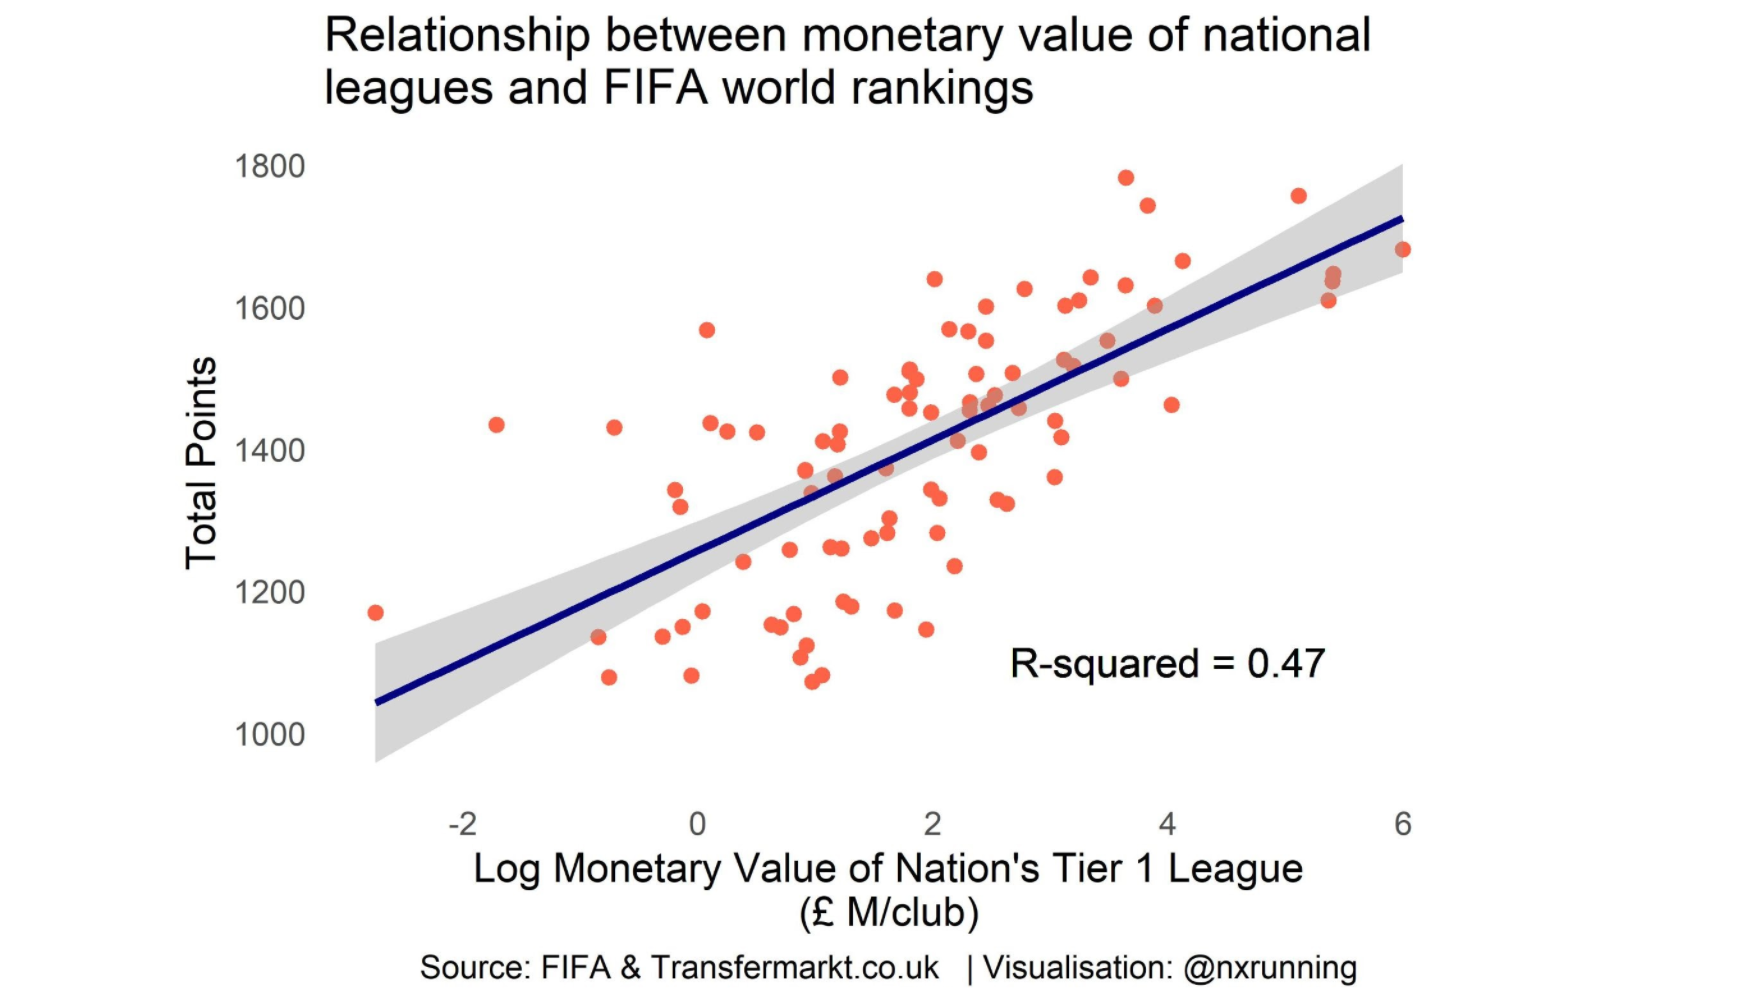 Relationship between monetary value of national
leagues and FIFA world rankings
1800
1600
1400
1200
1000
Total Points
R-squared = 0.47
-2 0 2 4 6
Log Monetary Value of Nation's Tier 1 League
(£ M/club)
Source: FIFA & Transfermarkt.co.uk | Visualisation: @nxrunning